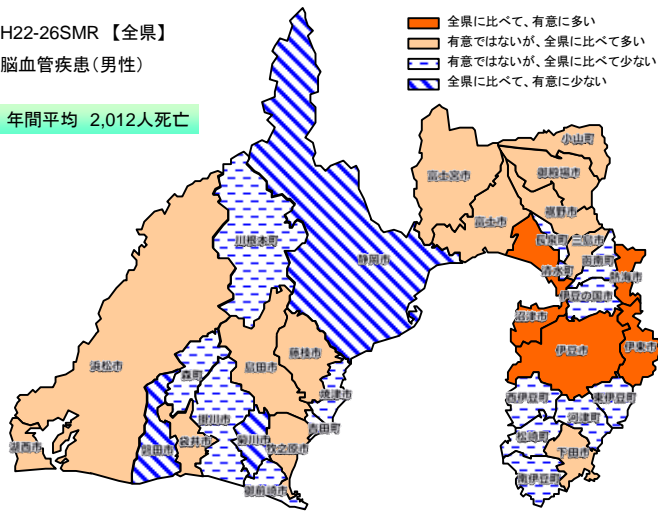 H22-26SMR 【全県】
脳血管疾患(男性)
年間平均 2,012人死亡
全県に比べて、有意に多い
有意ではないが、全県に比べて多い
有意ではないが、全県に比べて少ない
全県に比べて、有意に少ない
小山町
御殿場市
富士宮市
裾野市
富士市
長泉町
三島市
函南町
清水町
熱海市
伊豆の国市
沼津市
伊東市
伊豆市
西伊豆町
東伊豆町
河津町
松崎町
下田市
南伊豆町
川根本町
静岡市
浜松市
森町
島田市
藤枝市
焼津市
吉田町
掛川市
湖西市
磐田市
袋井市
菊川市
牧之原市
御前崎市